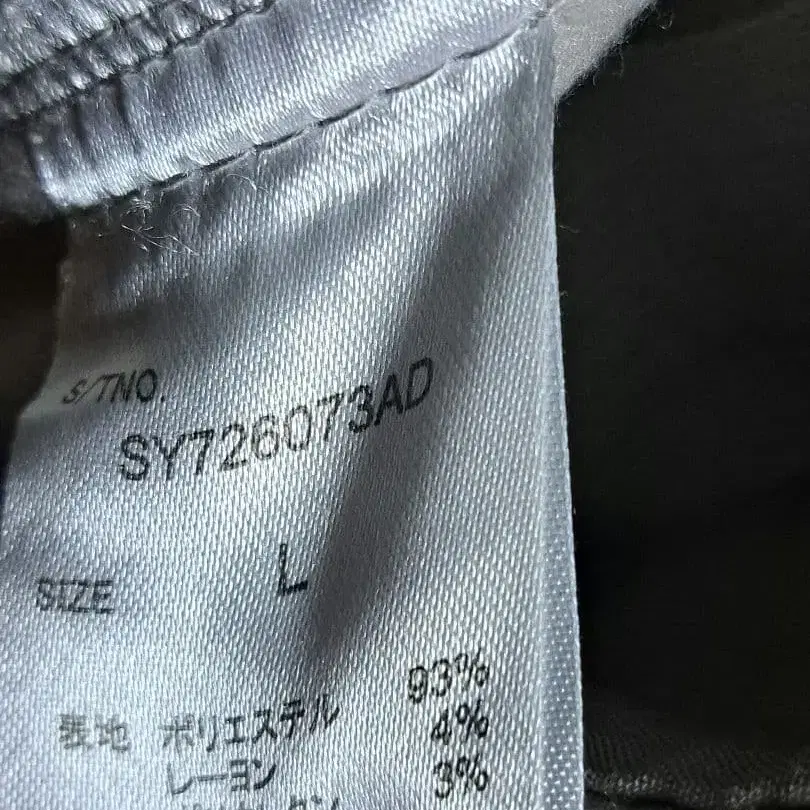 S/TNO.
SY726073AD
SIZE L
表地 ポリエステル 93%
レーヨン 4%
3%